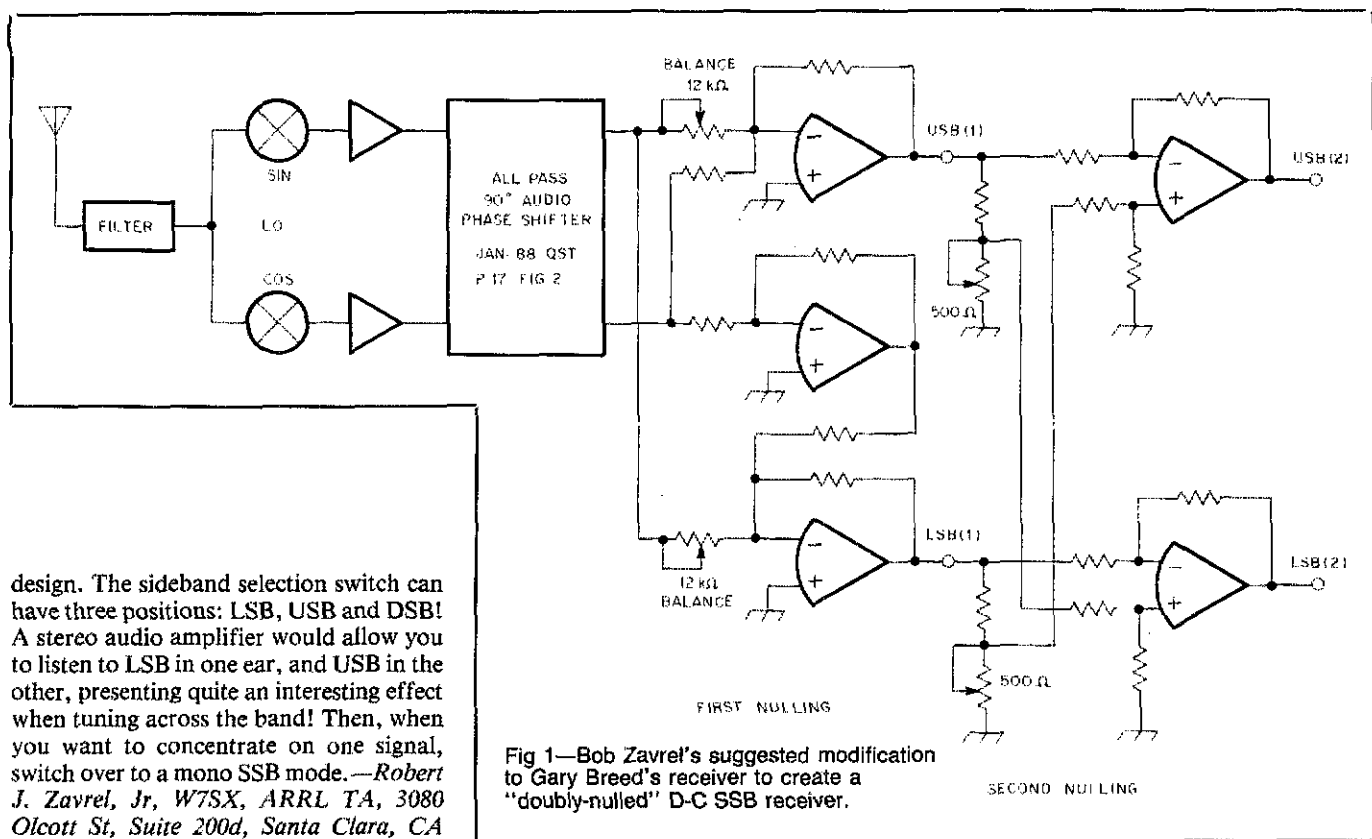 BALANCE
12 kΩ
SIN
FILTER
LO
COS
ALL PASS
90° AUDIO
PHASE SHIFTER
JAN-88 QST
P 17 FIG 2
USB(1)
USB(2)
500 Ω
LSB(1)
LSB(2)
12 kΩ
BALANCE
500 Ω
FIRST NULLING
SECOND NULLING
design. The sideband selection switch can
have three positions: LSB, USB and DSB!
A stereo audio amplifier would allow you
to listen to LSB in one ear, and USB in the
other, presenting quite an interesting effect
when tuning across the band! Then, when
you want to concentrate on one signal,
switch over to a mono SSB mode.—Robert
J. Zavrel, Jr, W7SX, ARRL TA, 3080
Olcott St, Suite 200d, Santa Clara, CA
Fig 1—Bob Zavrel's suggested modification
to Gary Breed's receiver to create a
"doubly-nulled" D-C SSB receiver.